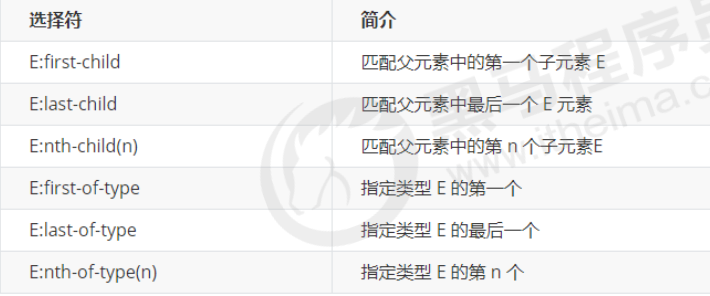 选择符 简介
E:first-child 匹配父元素中的第一个子元素 E
E:last-child 匹配父元素中最后一个 E 元素
E:nth-child(n) 匹配父元素中的第 n 个子元素E
E:first-of-type 指定类型 E 的第一个
E:last-of-type 指定类型 E 的最后一个
E:nth-of-type(n) 指定类型 E 的第 n 个
黑马程序员
www.itheima.com